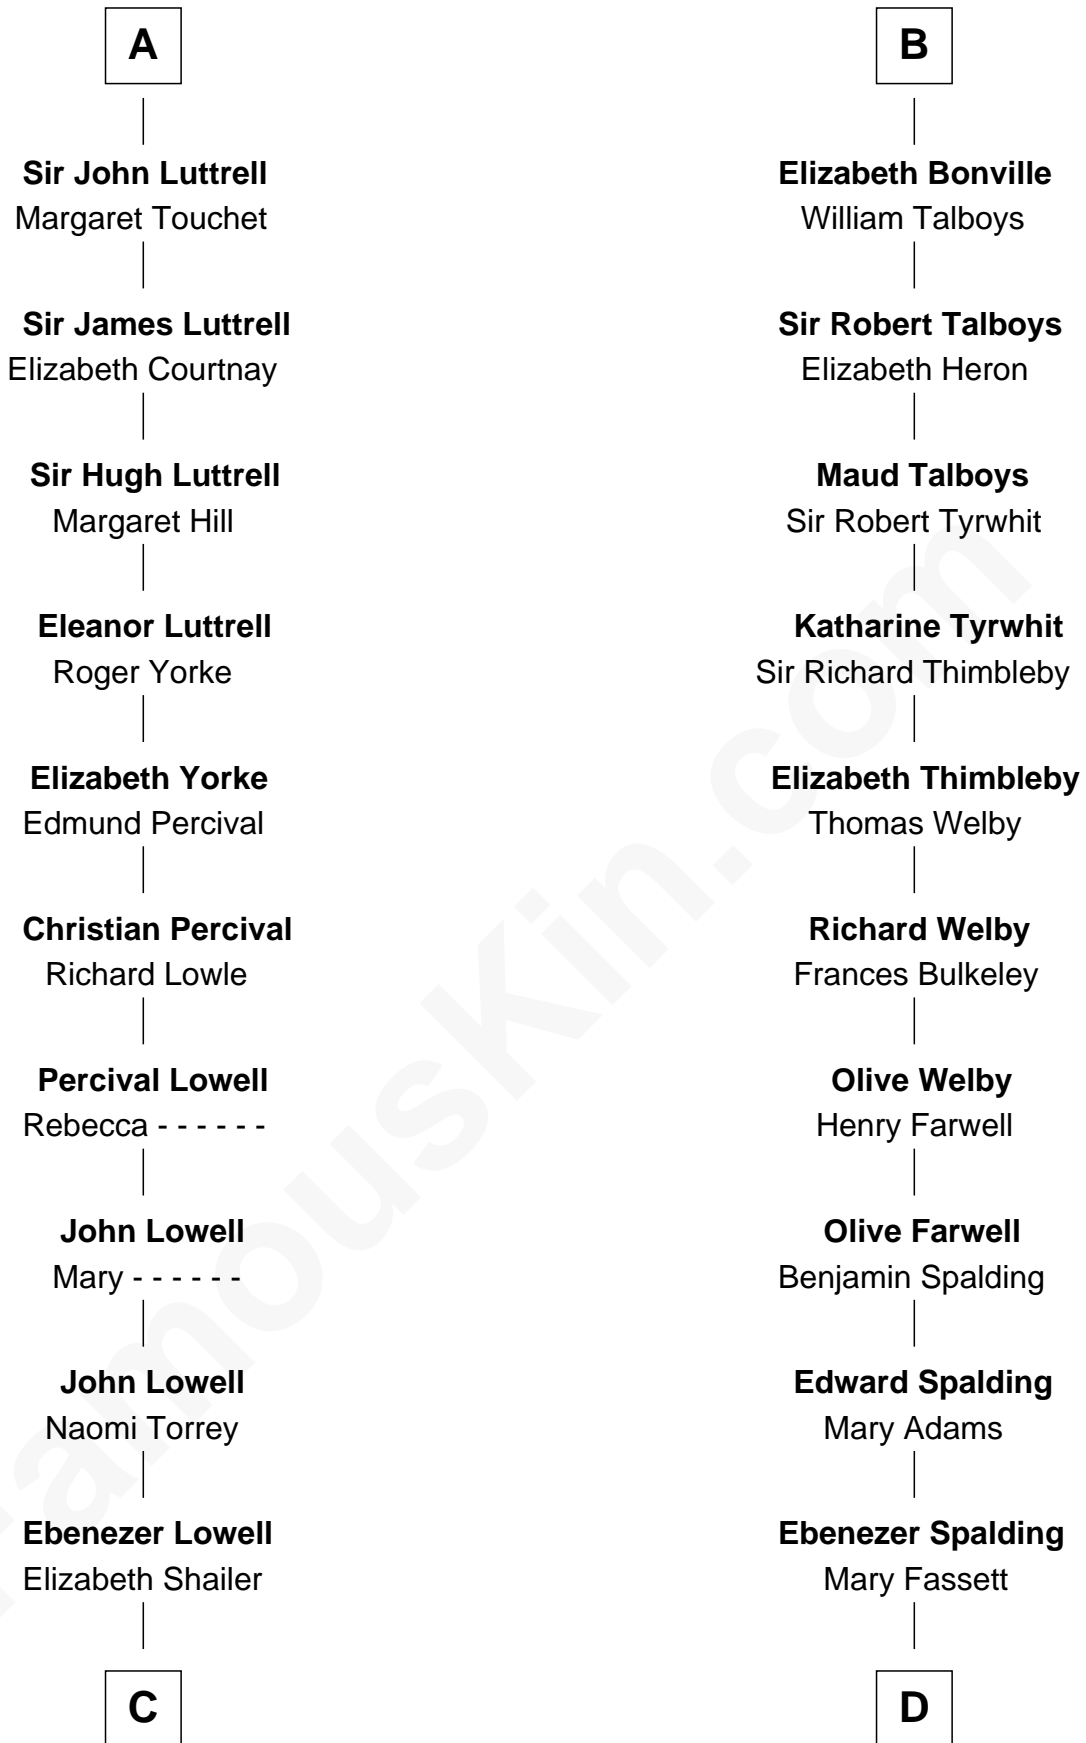 A
Sir John Luttrell
Margaret Touchet
Sir James Luttrell
Elizabeth Courtnay
Sir Hugh Luttrell
Margaret Hill
Eleanor Luttrell
Roger Yorke
Elizabeth Yorke
Edmund Percival
Christian Percival
Richard Lowle
Percival Lowell
Rebecca - - - - - -
John Lowell
Mary - - - - - -
John Lowell
Naomi Torrey
Ebenezer Lowell
Elizabeth Shailer
C
B
Elizabeth Bonville
William Talboys
Sir Robert Talboys
Elizabeth Heron
Maud Talboys
Sir Robert Tyrwhit
Katharine Tyrwhit
Sir Richard Thimbleby
Elizabeth Thimbleby
Thomas Welby
Richard Welby
Frances Bulkeley
Olive Welby
Henry Farwell
Olive Farwell
Benjamin Spalding
Edward Spalding
Mary Adams
Ebenezer Spalding
Mary Fassett
D
FamousKin.com